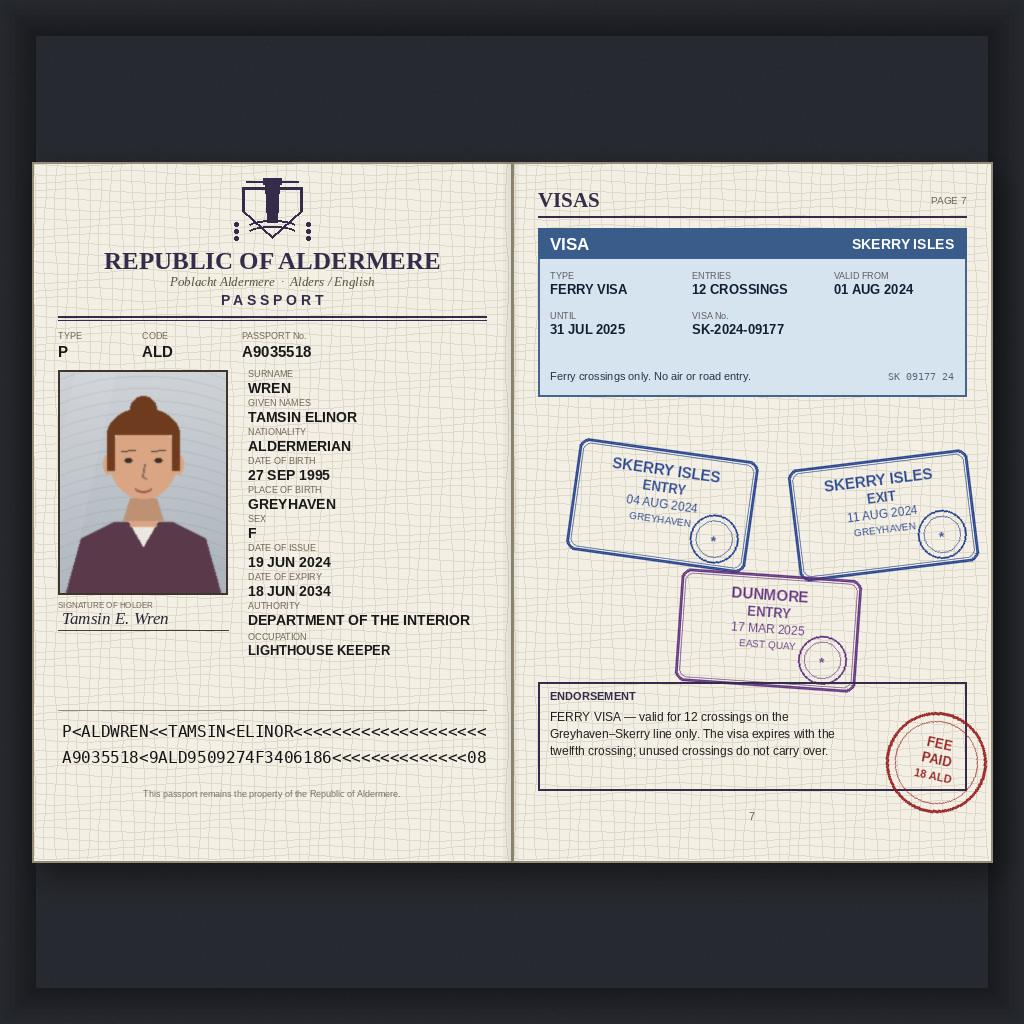 REPUBLIC OF ALDERMERE
Poblacht Aldermere · Alders / English
PASSPORT
TYPE CODE PASSPORT No.
P ALD A9035518
SURNAME
WREN
GIVEN NAMES
TAMSIN ELINOR
NATIONALITY
ALDERMERIAN
DATE OF BIRTH
27 SEP 1995
PLACE OF BIRTH
GREYHAVEN
SEX
F
DATE OF ISSUE
19 JUN 2024
DATE OF EXPIRY
18 JUN 2034
AUTHORITY
DEPARTMENT OF THE INTERIOR
OCCUPATION
LIGHTHOUSE KEEPER
SIGNATURE OF HOLDER
Tamsin E. Wren
P<ALDWREN<<TAMSIN<ELINOR<<<<<<<<<<<<<<<<<<<<
A9035518<9ALD9509274F3406186<<<<<<<<<<<<<<08
This passport remains the property of the Republic of Aldermere.
VISAS
PAGE 7
VISA SKERRY ISLES
TYPE ENTRIES VALID FROM
FERRY VISA 12 CROSSINGS 01 AUG 2024
UNTIL VISA No.
31 JUL 2025 SK-2024-09177
Ferry crossings only. No air or road entry. SK 09177 24
SKERRY ISLES
ENTRY
04 AUG 2024
GREYHAVEN
*
SKERRY ISLES
EXIT
11 AUG 2024
GREYHAVEN
*
DUNMORE
ENTRY
17 MAR 2025
EAST QUAY
*
ENDORSEMENT
FERRY VISA — valid for 12 crossings on the
Greyhaven–Skerry line only. The visa expires with the
twelfth crossing; unused crossings do not carry over.
FEE
PAID
18 ALD
7